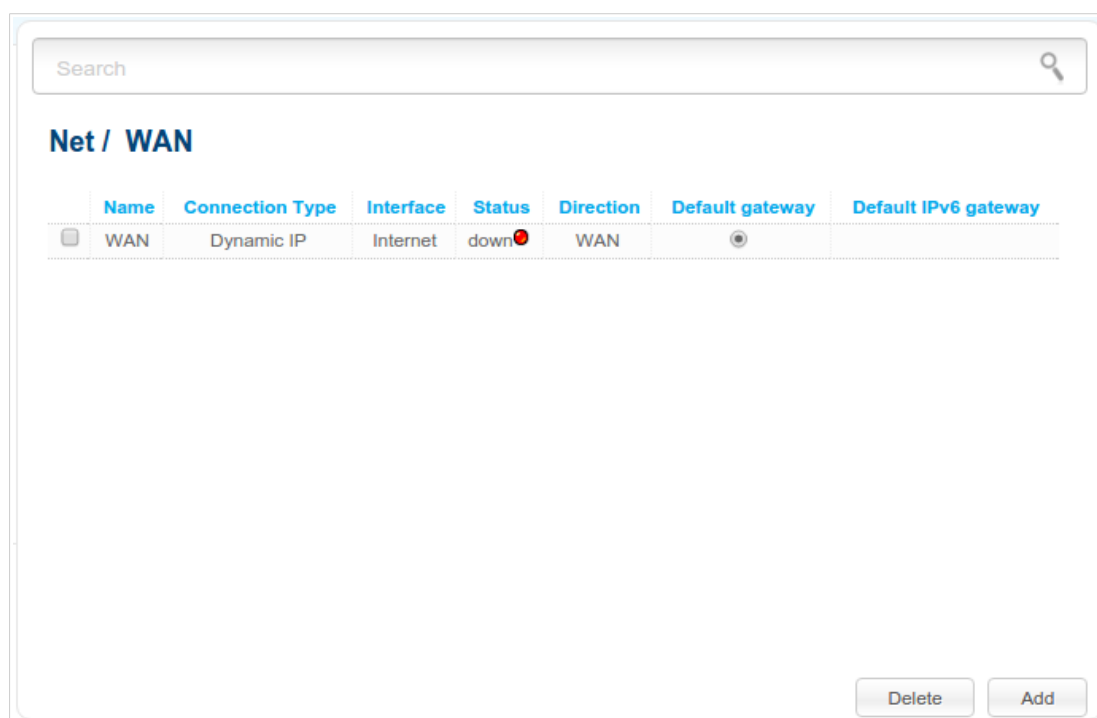 Search
Net / WAN
Name Connection Type Interface Status Direction Default gateway Default IPv6 gateway
WAN Dynamic IP Internet down WAN
Delete Add